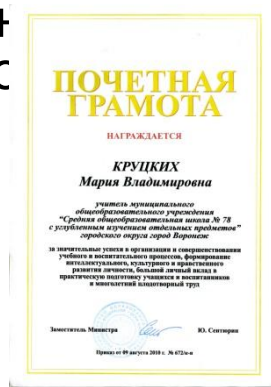 ПОЧЕТНАЯ
ГРАМОТА
НАГРАЖДАЕТСЯ
КРУЦКИХ
Мария Владимировна
учитель муниципального
общеобразовательного учреждения
"Средняя общеобразовательная школа № 78
с углубленным изучением отдельных предметов"
городского округа город Воронеж
за значительные успехи в организации и совершенствовании
учебного и воспитательного процессов, формирование
интеллектуального, культурного и нравственного
развития личности, большой личный вклад в
практическую подготовку учащихся и воспитанников
и многолетний плодотворный труд
Заместитель Министра Ю. Сентюрин
Приказ от 09 августа 2010 г. № 672/к-н